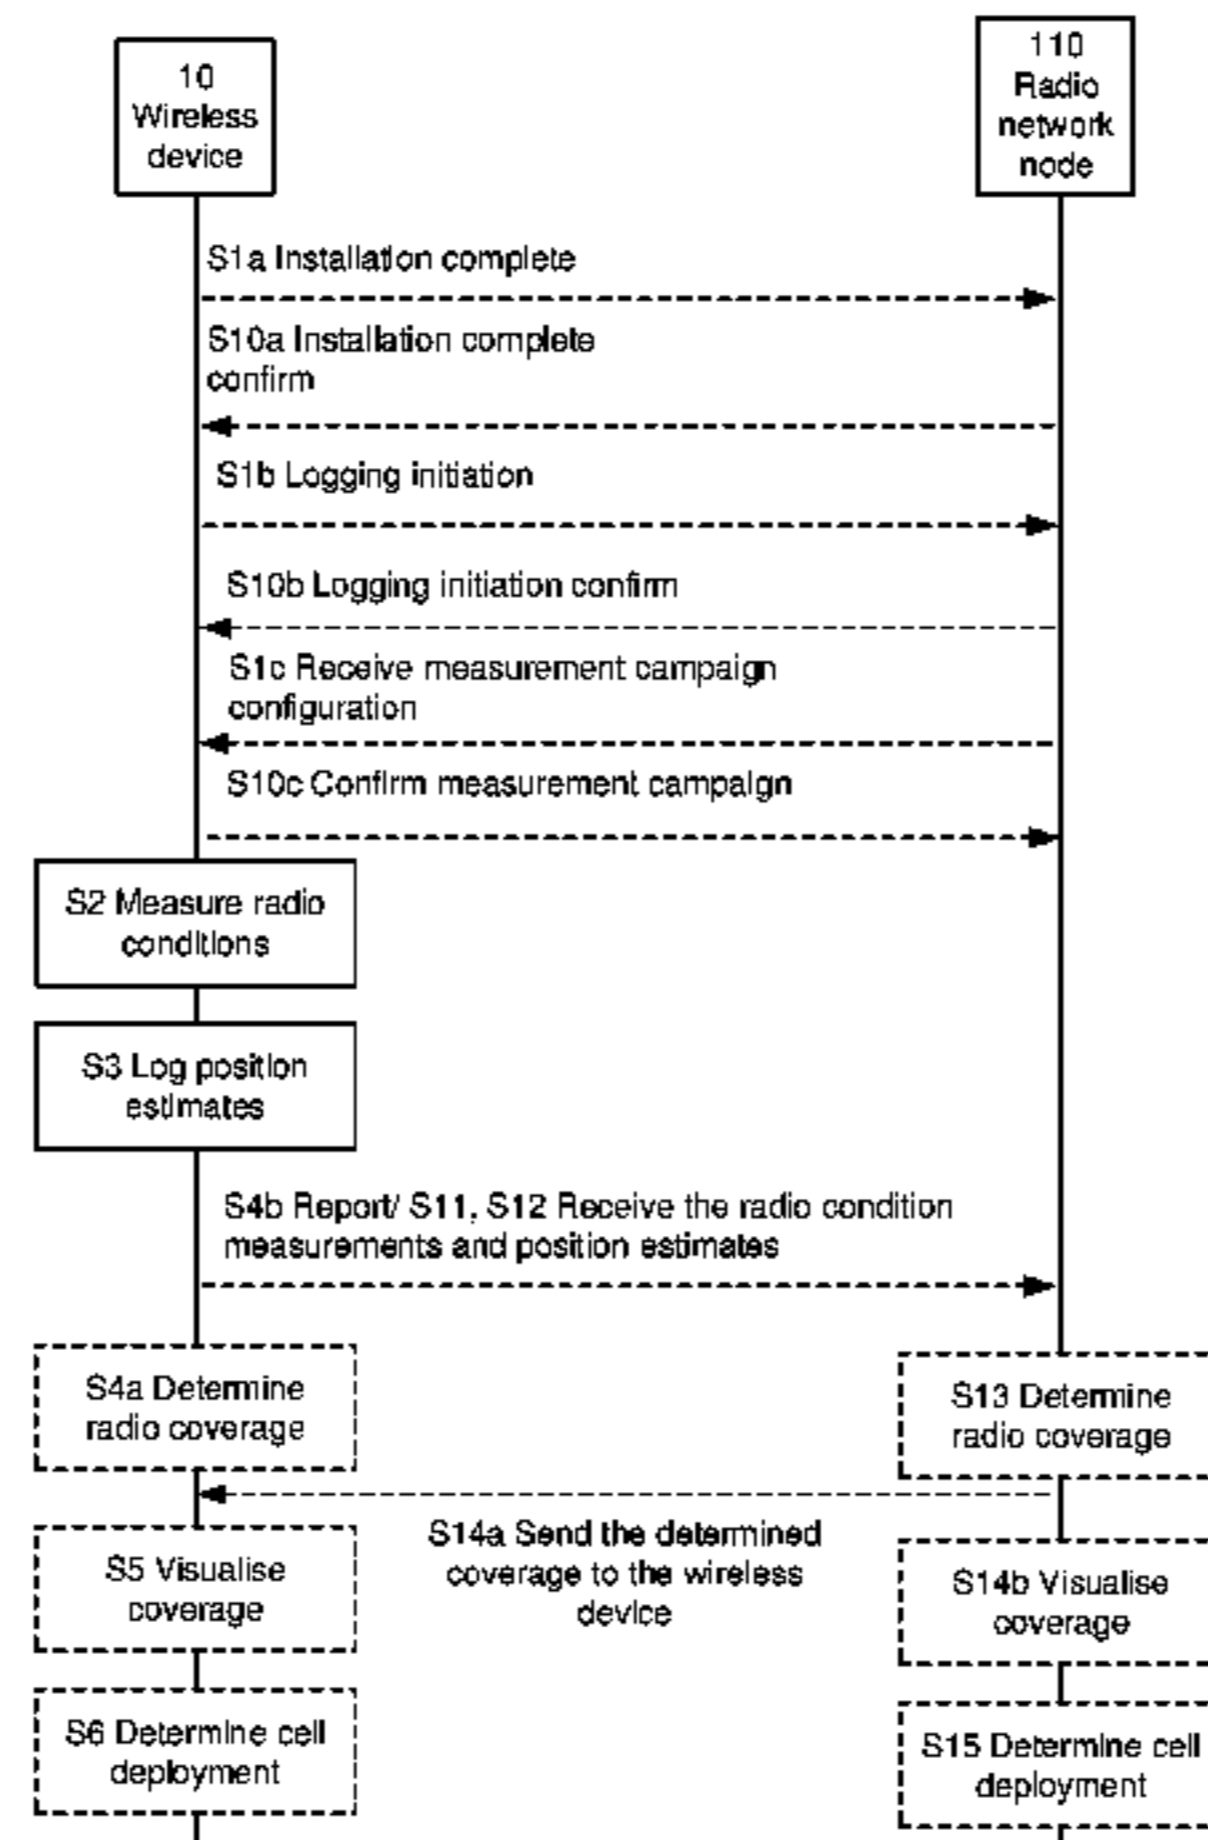 10
Wireless
device
110
Radio
network
node
S1a Installation complete
S10a Installation complete
confirm
S1b Logging initiation
S10b Logging initiation confirm
S1c Receive measurement campaign
configuration
S10c Confirm measurement campaign
S2 Measure radio
conditions
S3 Log position
estimates
S4b Report/ S11, S12 Receive the radio condition
measurements and position estimates
S4a Determine
radio coverage
S13 Determine
radio coverage
S14a Send the determined
coverage to the wireless
device
S5 Visualise
coverage
S14b Visualise
coverage
S6 Determine cell
deployment
S15 Determine cell
deployment